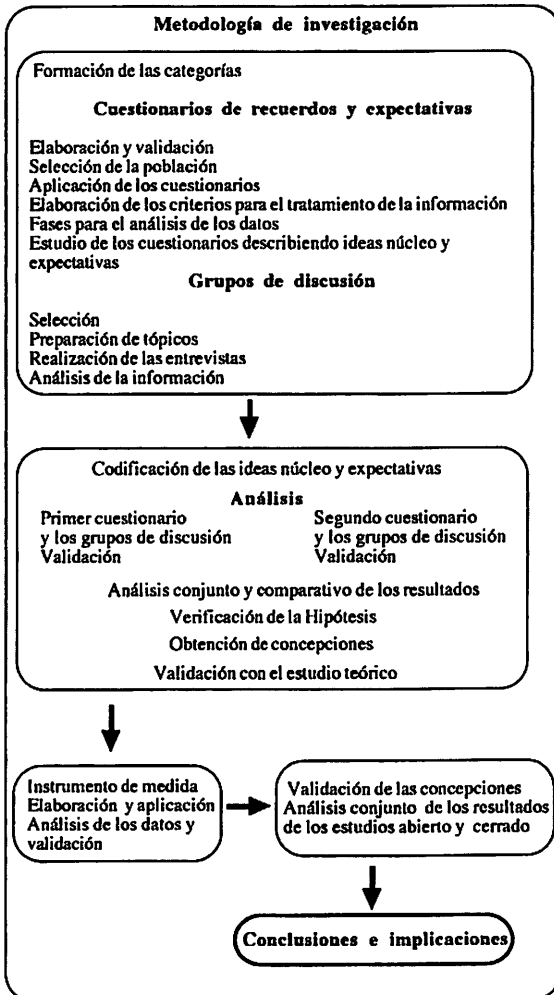 Metodología de investigación
Formación de las categorías
Cuestionarios de recuerdos y expectativas
Elaboración y validación
Selección de la población
Aplicación de los cuestionarios
Elaboración de los criterios para el tratamiento de la información
Fases para el análisis de los datos
Estudio de los cuestionarios describiendo ideas núcleo y
expectativas
Grupos de discusión
Selección
Preparación de tópicos
Realización de las entrevistas
Análisis de la información
Codificación de las ideas núcleo y expectativas
Análisis
Primer cuestionario
y los grupos de discusión
Validación
Segundo cuestionario
y los grupos de discusión
Validación
Análisis conjunto y comparativo de los resultados
Verificación de la Hipótesis
Obtención de concepciones
Validación con el estudio teórico
Instrumento de medida
Elaboración y aplicación
Análisis de los datos y
validación
Validación de las concepciones
Análisis conjunto de los resultados
de los estudios abierto y cerrado
Conclusiones e implicaciones